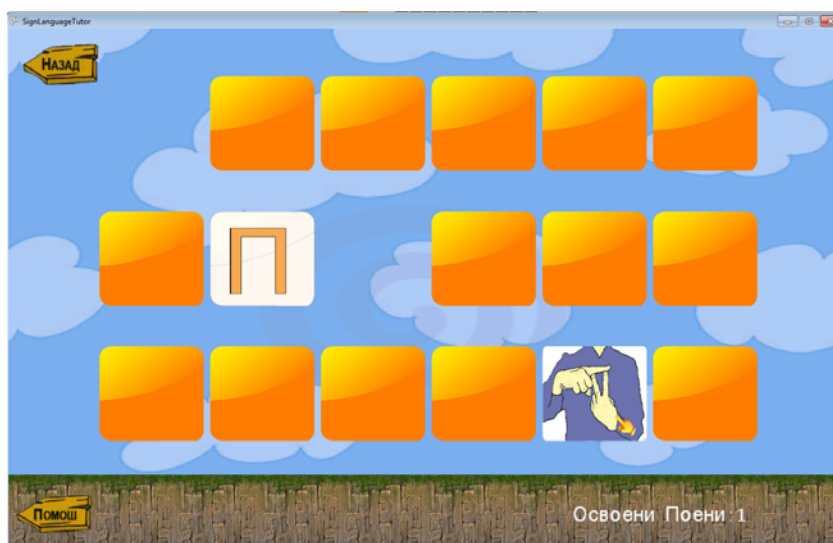 SignLanguageTutor
НАЗАД
П
ПОМОШ
Освоени Поени:1